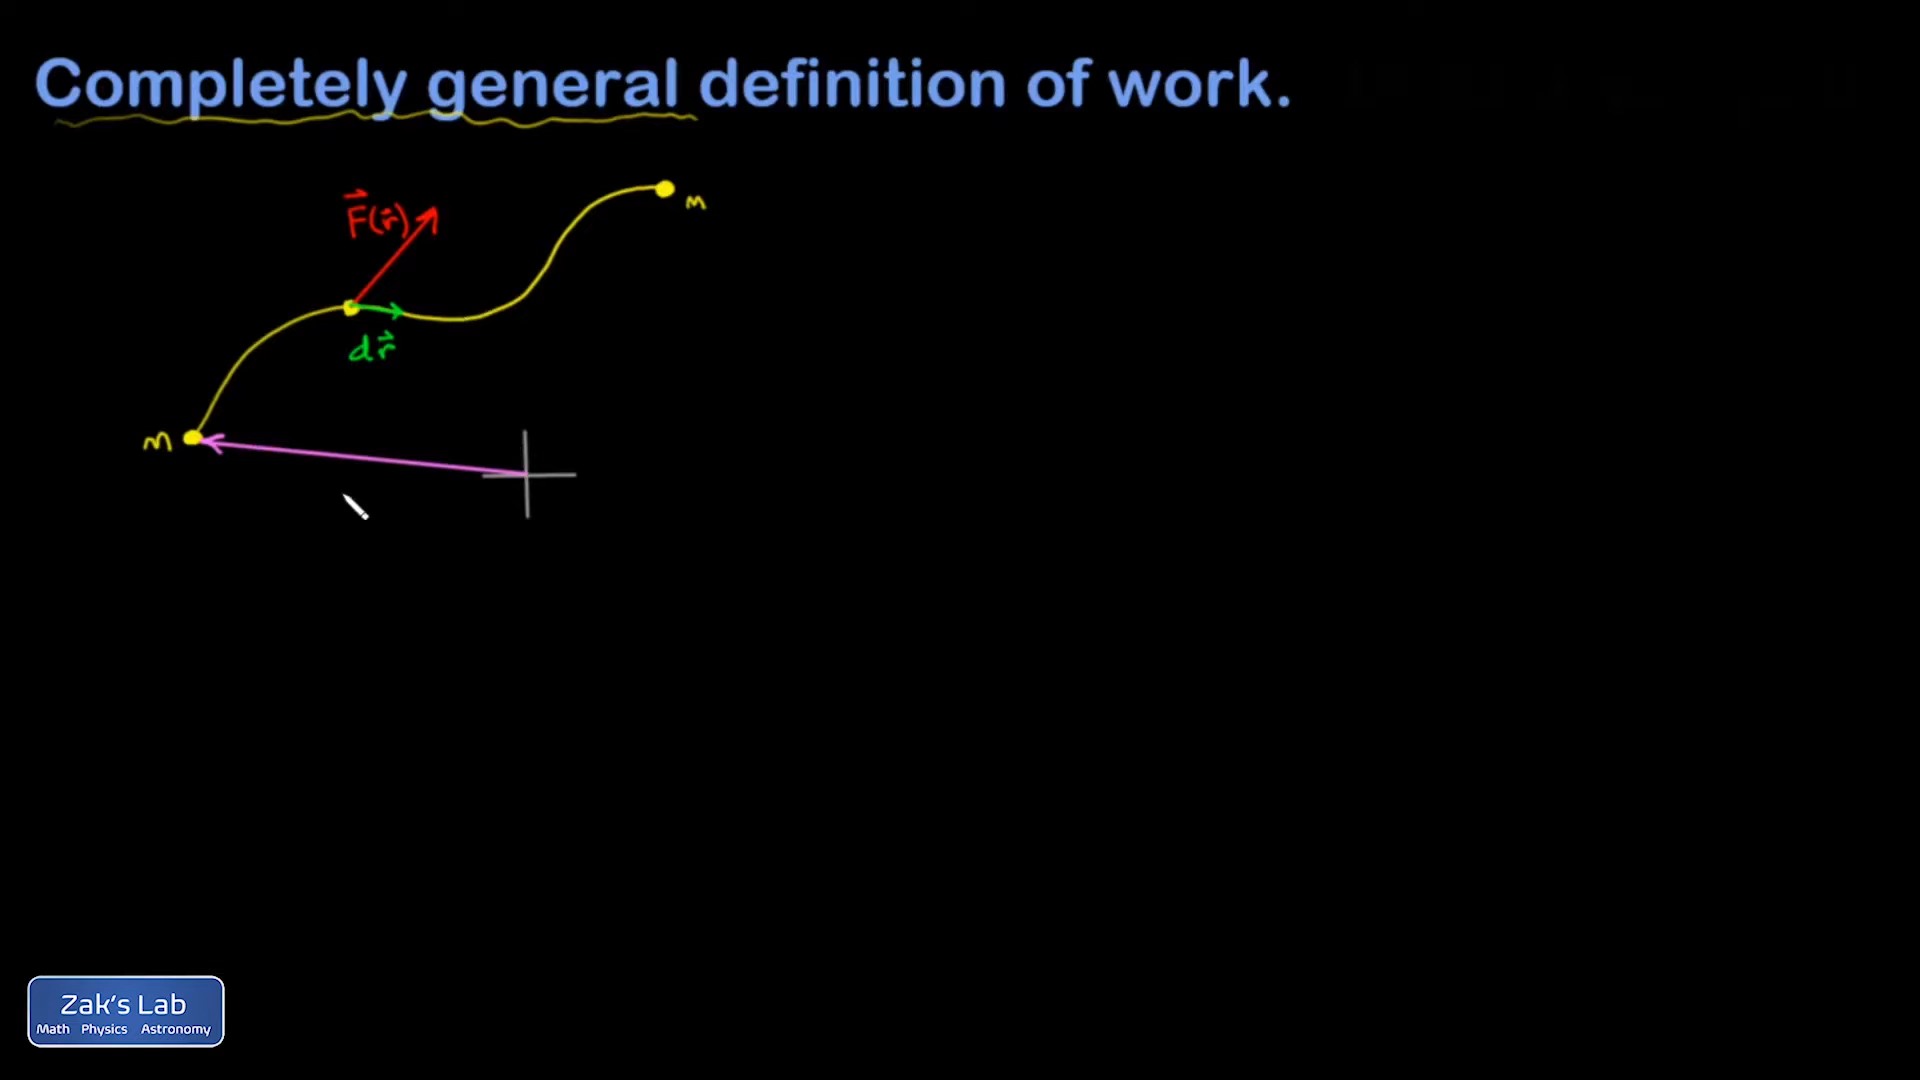 Completely general definition of work.
F⃗(r⃗)
m
dr⃗
m
Zak's Lab
Math Physics Astronomy